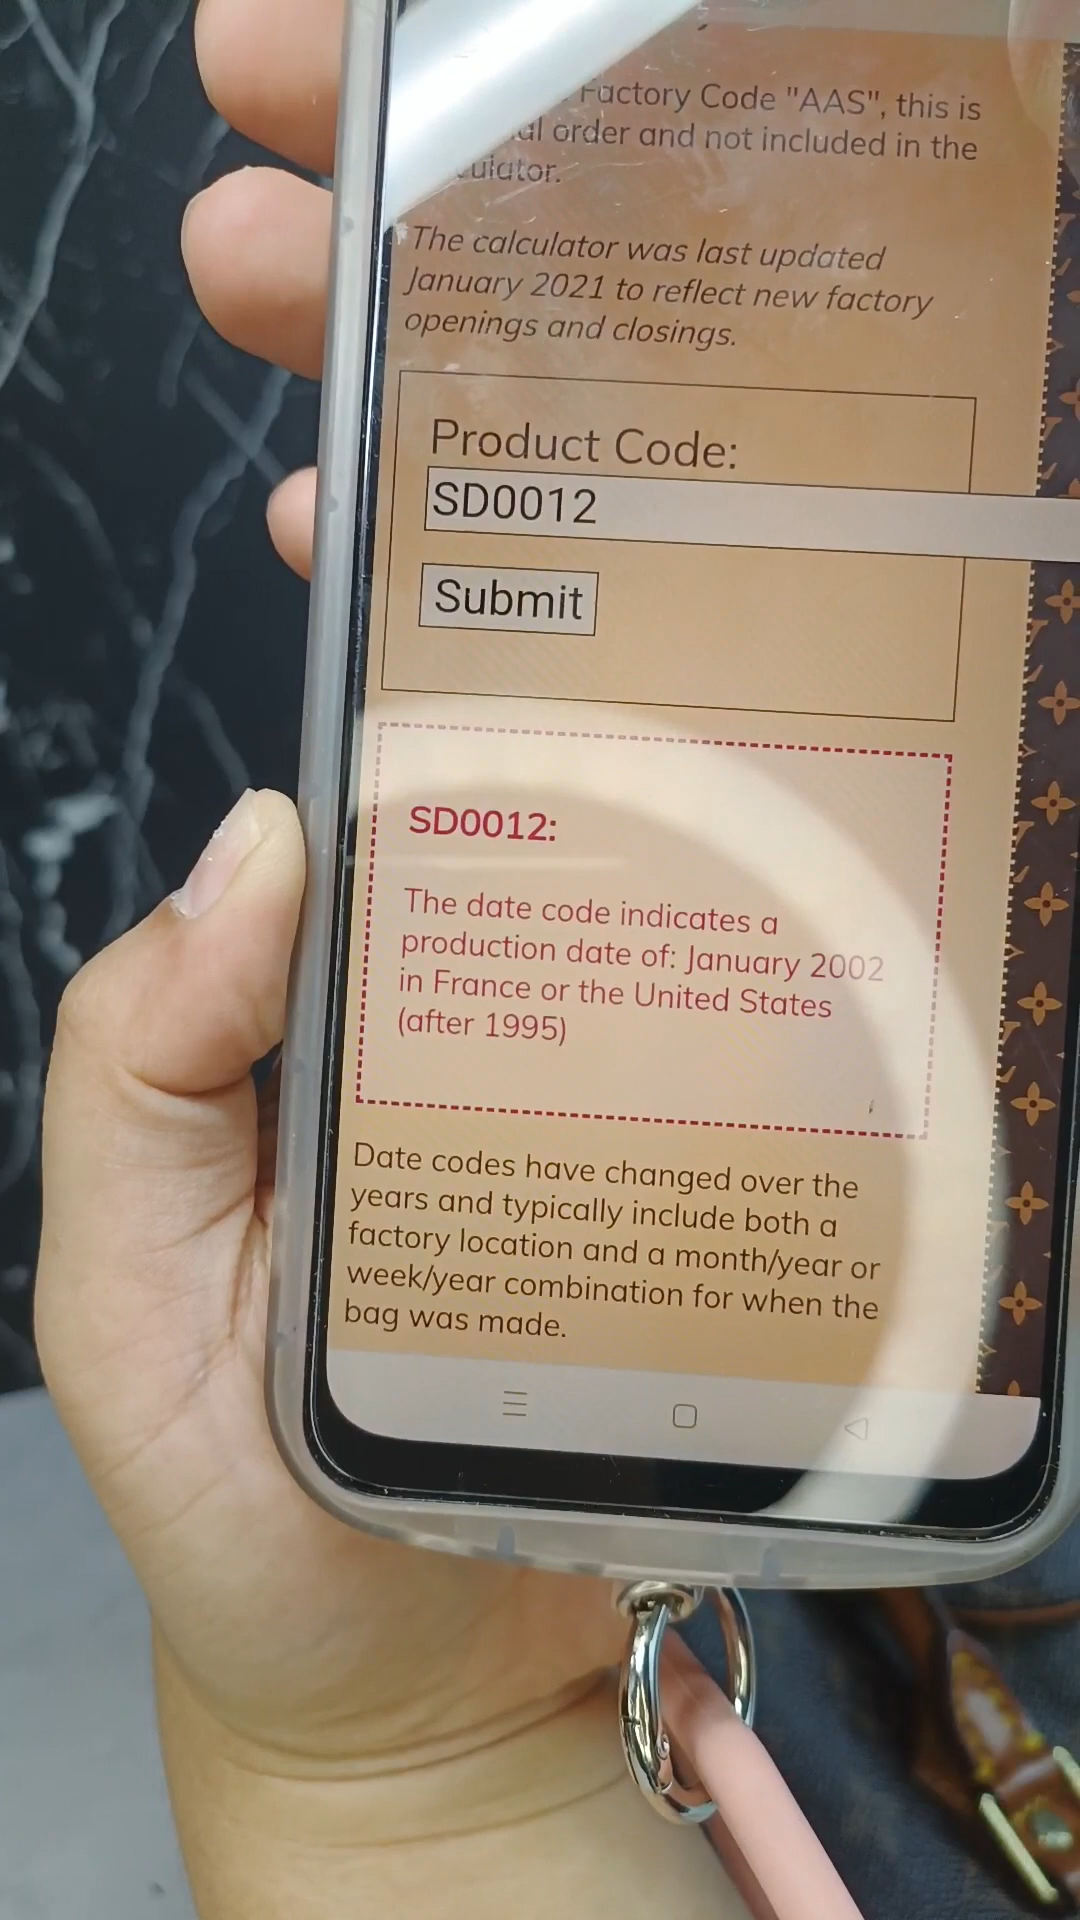 Factory Code "AAS", this is
order and not included in the
The calculator was last updated
January 2021 to reflect new factory
openings and closings.
Product Code:
SD0012
Submit
SD0012:
The date code indicates a
production date of: January 2002
in France or the United States
(after 1995)
Date codes have changed over the
years and typically include both a
factory location and a month/year or
week/year combination for when the
bag was made.